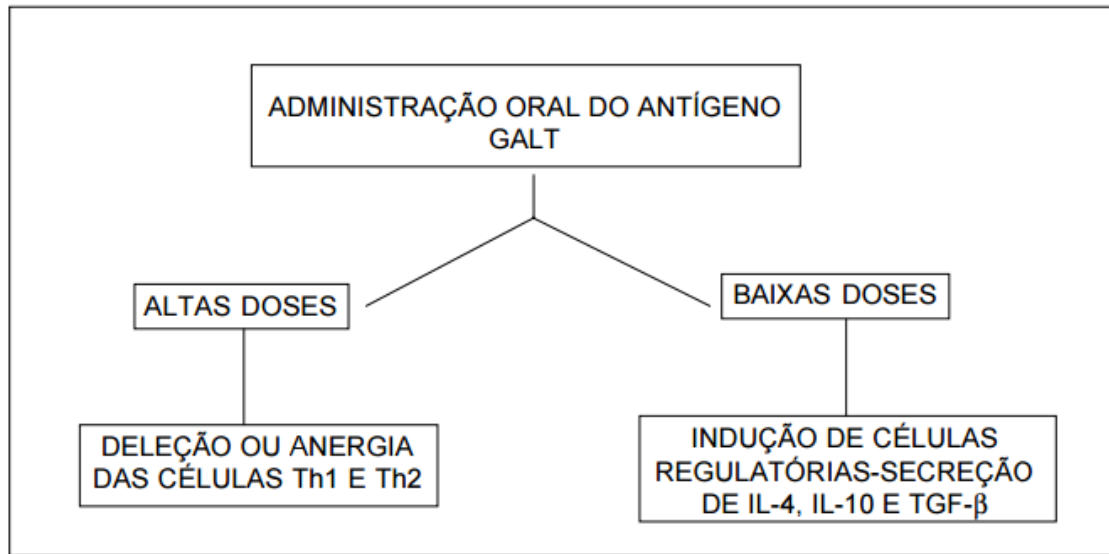 ADMINISTRAÇÃO ORAL DO ANTÍGENO
GALT
ALTAS DOSES
BAIXAS DOSES
DELEÇÃO OU ANERGIA
DAS CÉLULAS Th1 E Th2
INDUÇÃO DE CÉLULAS
REGULATÓRIAS-SECREÇÃO
DE IL-4, IL-10 E TGF-β